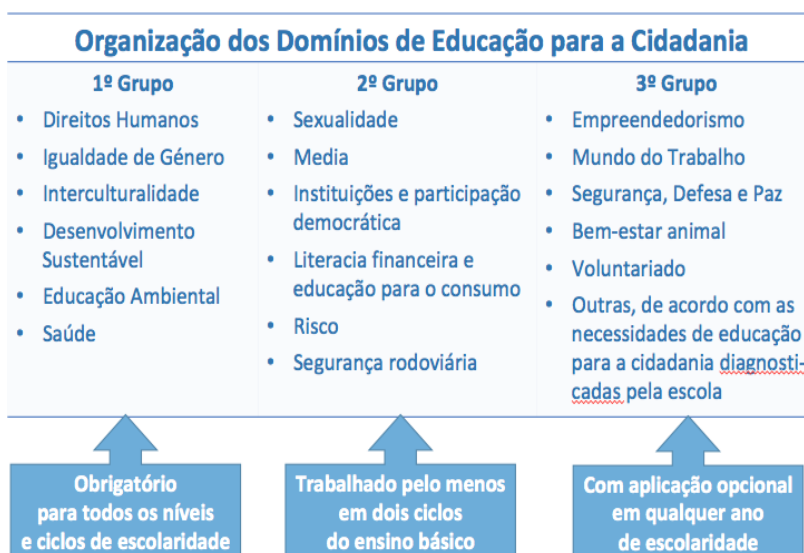 Organização dos Domínios de Educação para a Cidadania
1º Grupo
• Direitos Humanos
• Igualdade de Género
• Interculturalidade
• Desenvolvimento
Sustentável
• Educação Ambiental
• Saúde
2º Grupo
• Sexualidade
• Media
• Instituições e participação
democrática
• Literacia financeira e
educação para o consumo
• Risco
• Segurança rodoviária
3º Grupo
• Empreendedorismo
• Mundo do Trabalho
• Segurança, Defesa e Paz
• Bem-estar animal
• Voluntariado
• Outras, de acordo com as
necessidades de educação
para a cidadania diagnosti-
cadas pela escola
Obrigatório
para todos os níveis
e ciclos de escolaridade
Trabalhado pelo menos
em dois ciclos
do ensino básico
Com aplicação opcional
em qualquer ano
de escolaridade